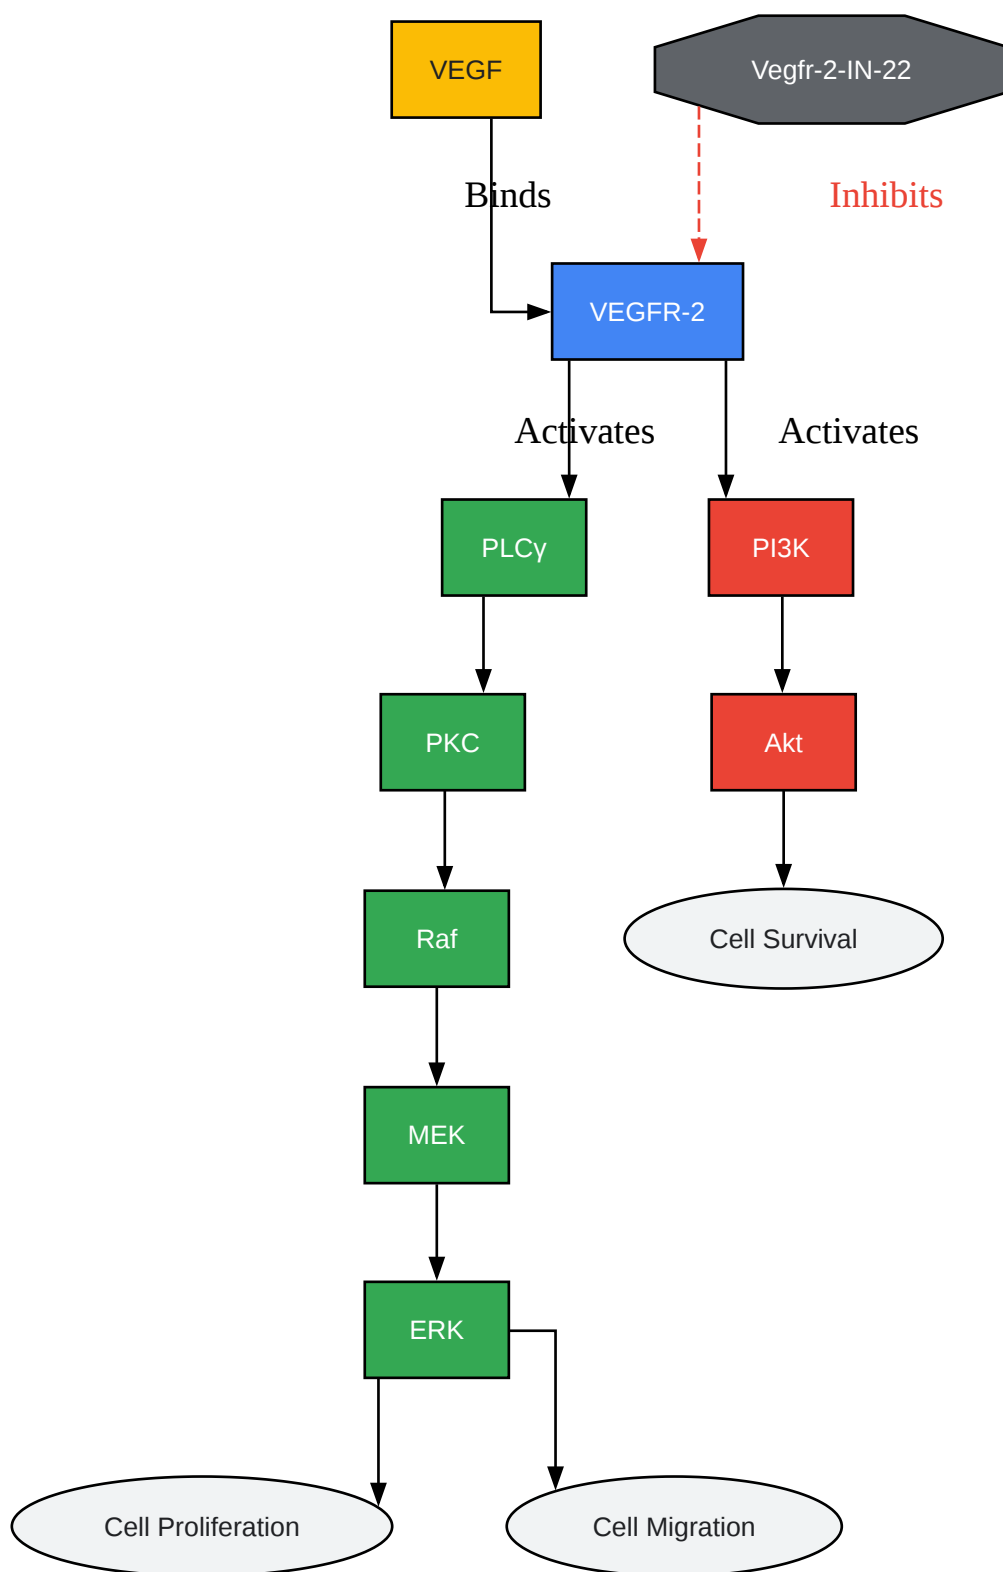 VEGF
Vegfr-2-IN-22
Binds
Inhibits
VEGFR-2
Activates
Activates
PLCγ
PI3K
PKC
Akt
Raf
Cell Survival
MEK
ERK
Cell Proliferation
Cell Migration